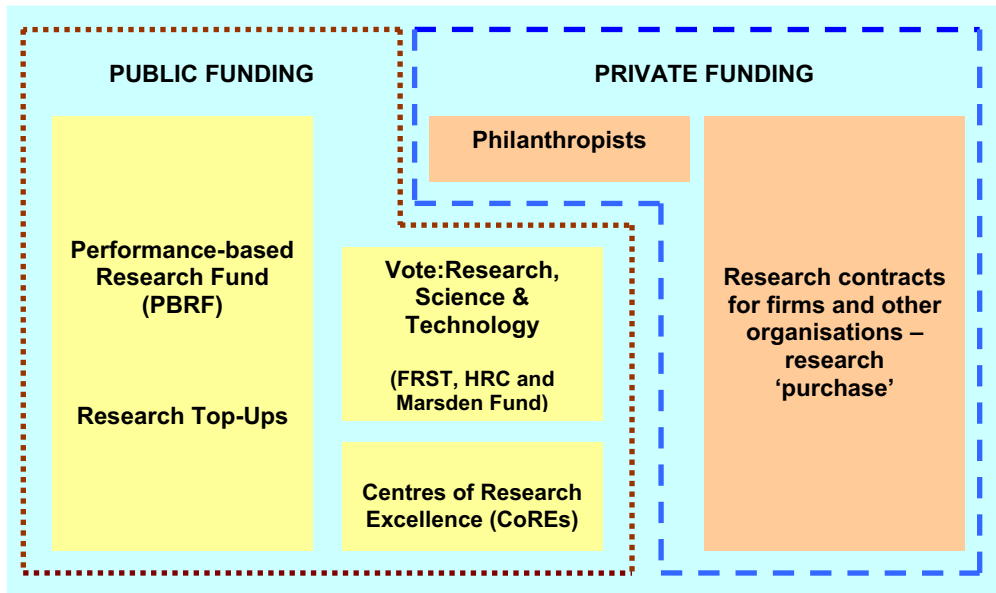 PUBLIC FUNDING
Performance-based
Research Fund
(PBRF)
Research Top-Ups
Vote:Research,
Science &
Technology
(FRST, HRC and
Marsden Fund)
Centres of Research
Excellence (CoREs)
PRIVATE FUNDING
Philanthropists
Research contracts
for firms and other
organisations –
research
‘purchase’